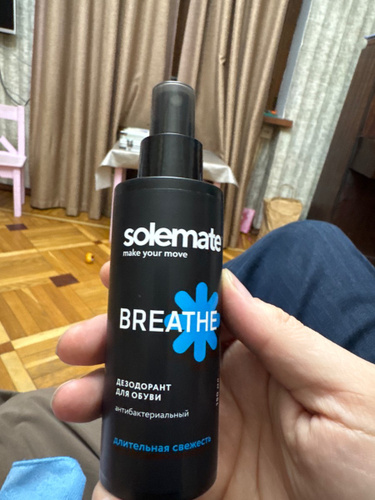 solemate
make your move
BREATHE
ДЕЗОДОРАНТ
ДЛЯ ОБУВИ
антибактериальный
длительная свежесть